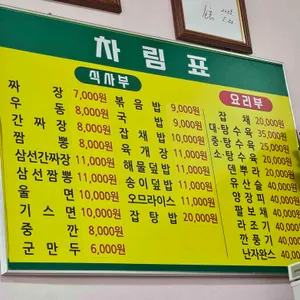 차림표
식사부
짜장 7,000원
우동 8,000원
간짜장 8,000원
짬뽕 8,000원
삼선간짜장 11,000원
삼선짬뽕 11,000원
울면 10,000원
기스면 10,000원
중깐 8,000원
군만두 6,000원
볶음밥 9,000원
국밥 9,000원
잡채밥 10,000원
육개장 11,000원
해물덮밥 11,000원
송이덮밥 11,000원
오므라이스 11,000원
잡탕밥 20,000원
요리부
잡채 20,000원
대·탕수육 35,000원
중·탕수육 25,000원
소·탕수육 20,000원
덴뿌라 20,000원
유산슬 40,000원
양장피 40,000원
팔보채 40,000원
라조기 40,000
깐풍기 40,000
난자완스 40,